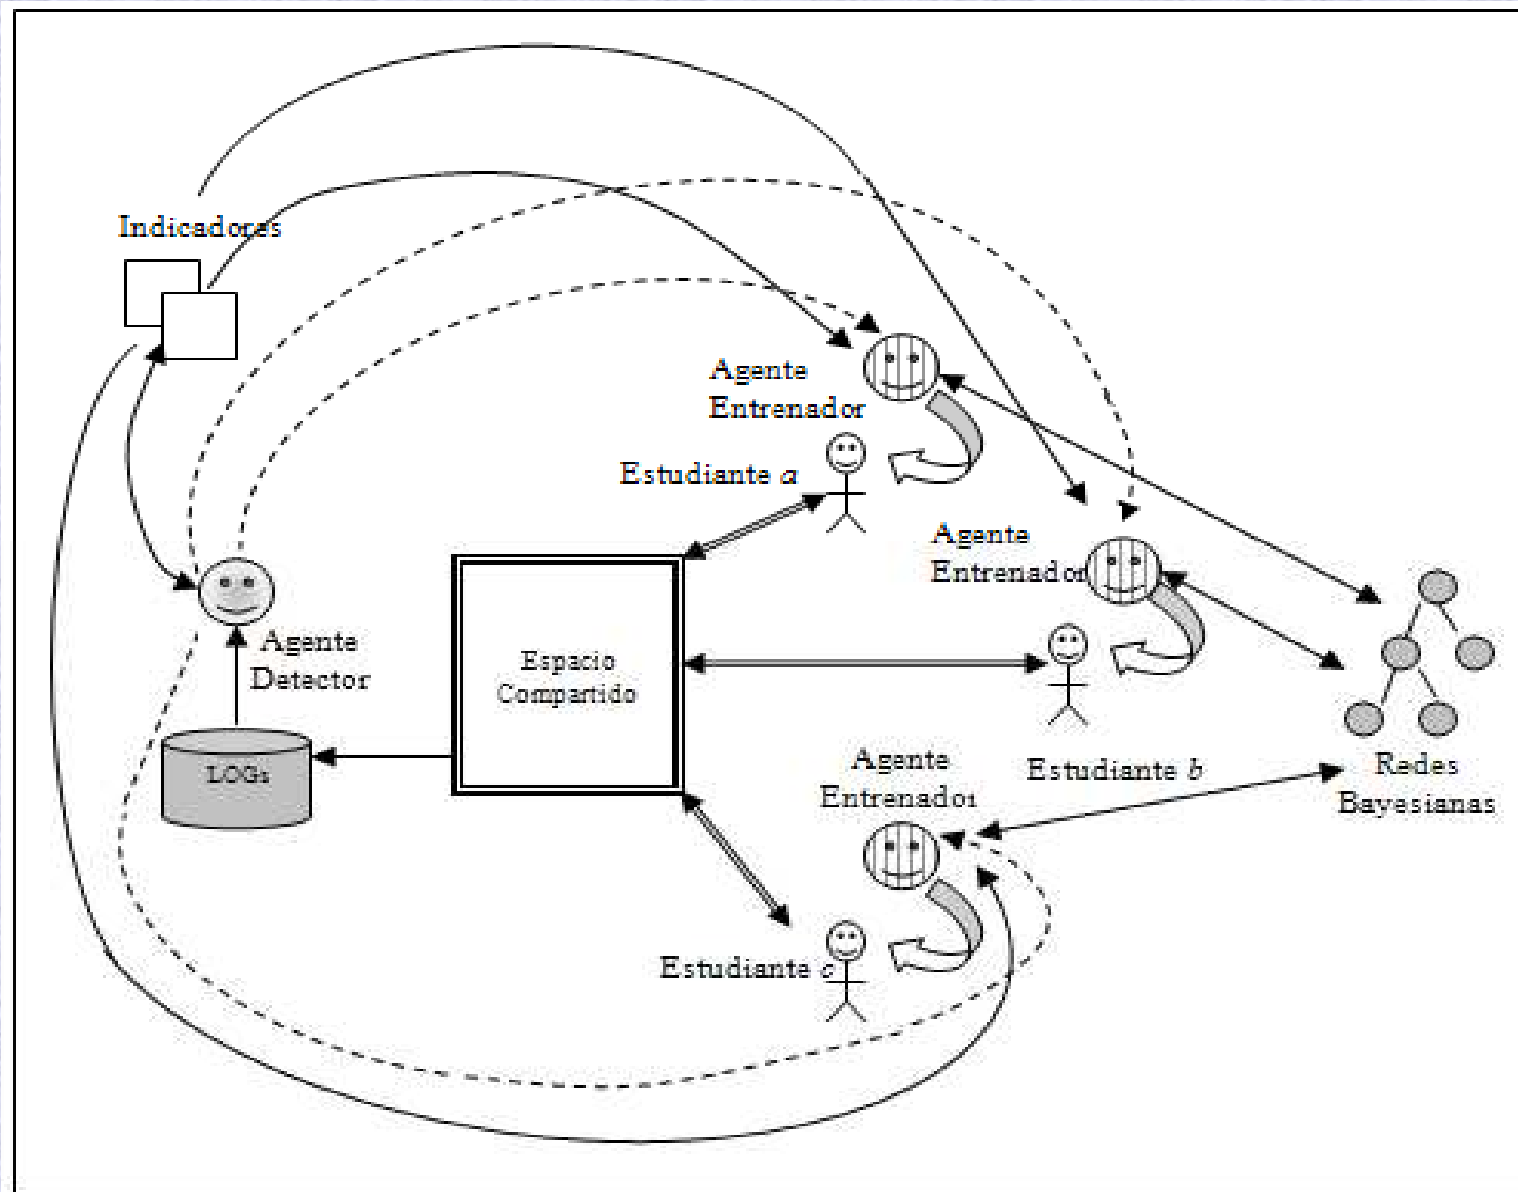 Indicadores
Agente
Entrenador
Estudiante a
Agente
Entrenador
Agente
Detector
Espacio
Compartido
LOGs
Agente
Entrenador
Estudiante b
Redes
Bayesianas
Estudiante c